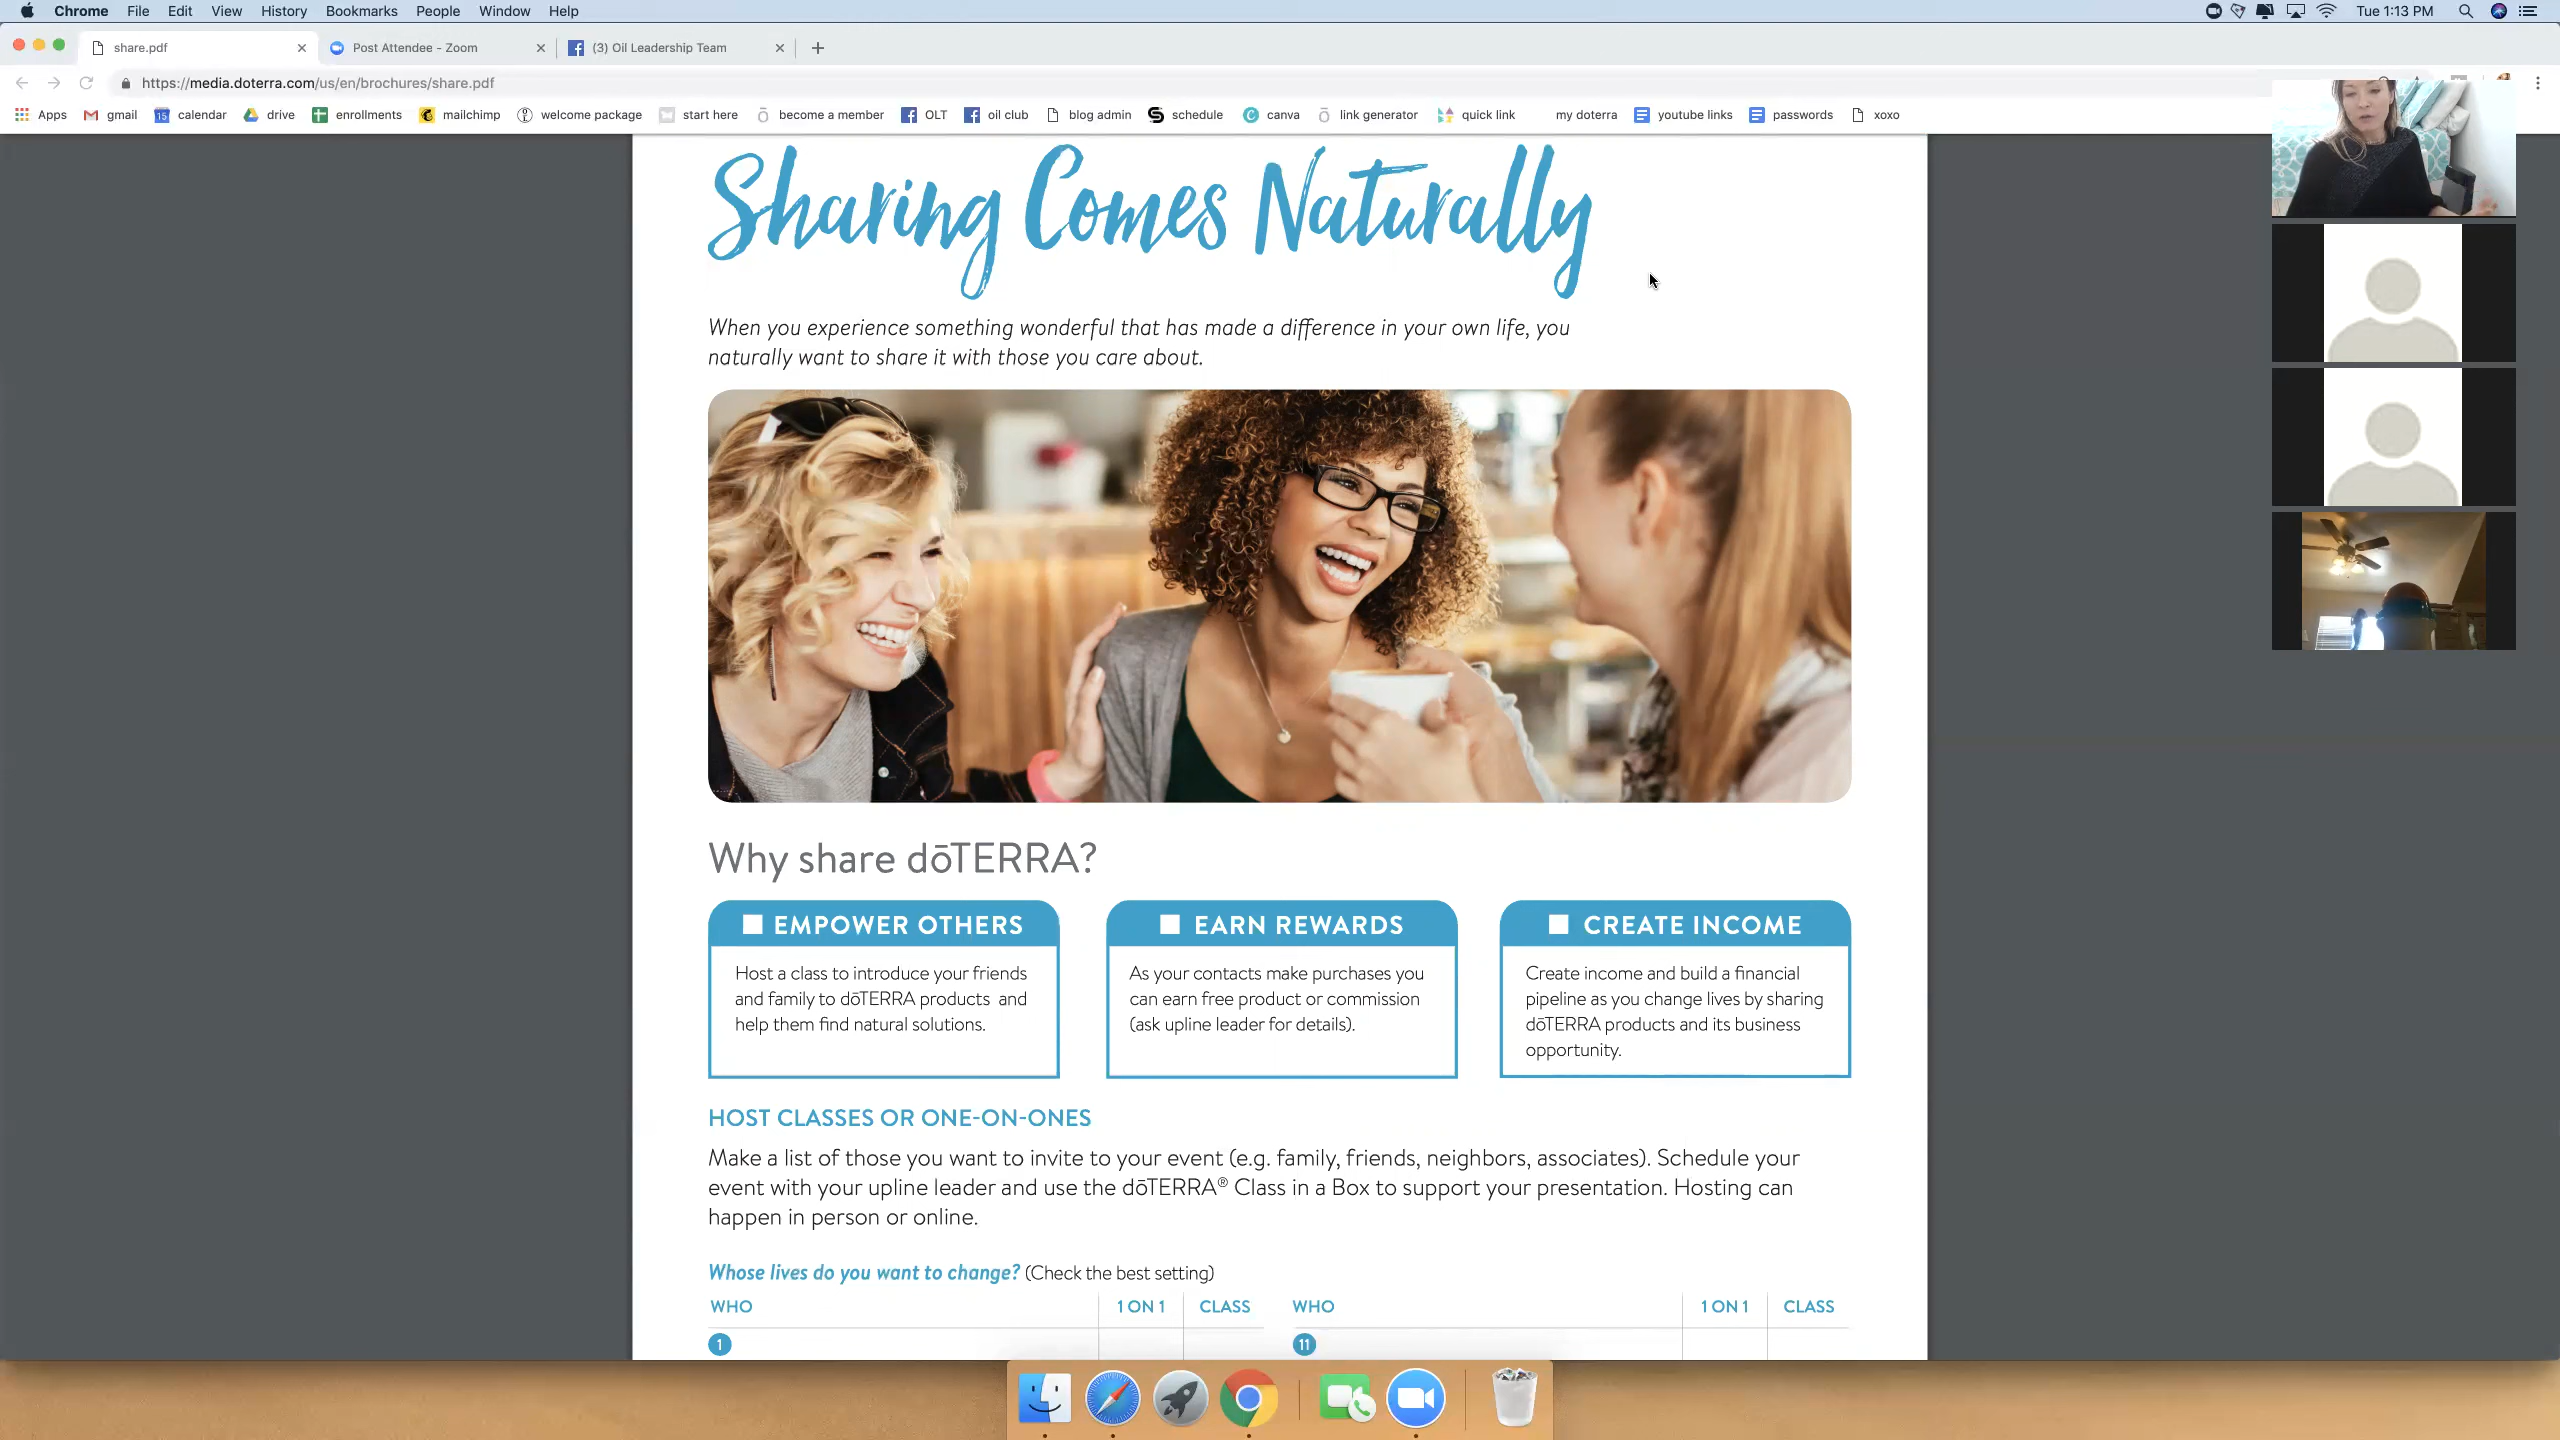 Chrome File Edit View History Bookmarks People Window Help Tue 1:13 PM
share.pdf Post Attendee - Zoom (3) Oil Leadership Team
https://media.doterra.com/us/en/brochures/share.pdf
Apps gmail 15 calendar drive enrollments mailchimp welcome package start here become a member OLT oil club blog admin schedule canva link generator quick link my doterra youtube links passwords xoxo
Sharing Comes Naturally
When you experience something wonderful that has made a difference in your own life, you
naturally want to share it with those you care about.
Why share dōTERRA?
EMPOWER OTHERS
Host a class to introduce your friends
and family to dōTERRA products and
help them find natural solutions.
EARN REWARDS
As your contacts make purchases you
can earn free product or commission
(ask upline leader for details).
CREATE INCOME
Create income and build a financial
pipeline as you change lives by sharing
dōTERRA products and its business
opportunity.
HOST CLASSES OR ONE-ON-ONES
Make a list of those you want to invite to your event (e.g. family, friends, neighbors, associates). Schedule your
event with your upline leader and use the dōTERRA® Class in a Box to support your presentation. Hosting can
happen in person or online.
Whose lives do you want to change? (Check the best setting)
WHO 1 ON 1 CLASS WHO 1 ON 1 CLASS
1 11